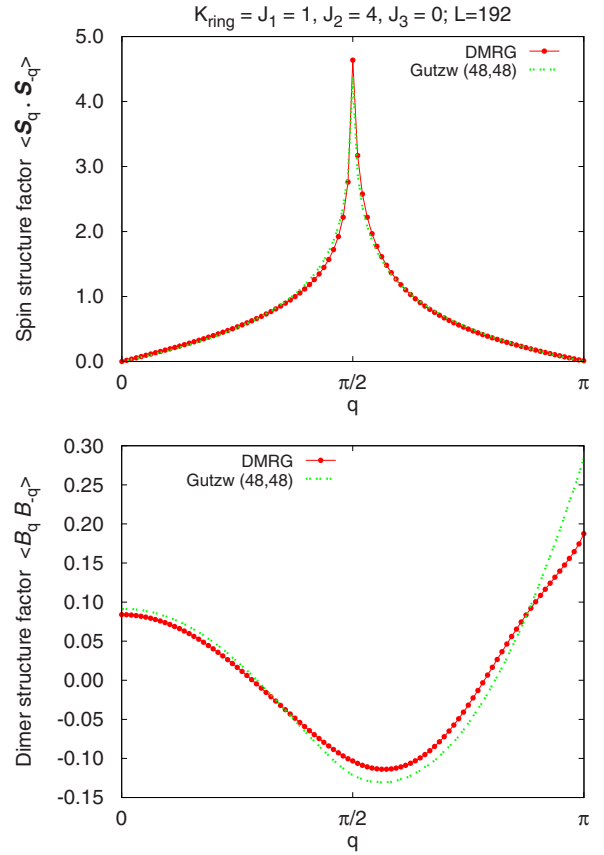 K_ring = J_1 = 1, J_2 = 4, J_3 = 0; L=192
5.0
4.0
3.0
2.0
1.0
0.0
Spin structure factor <S_q · S_-q>
DMRG
Gutzw (48,48)
0 π/2 π
q
0.30
0.25
0.20
0.15
0.10
0.05
0.00
-0.05
-0.10
-0.15
Dimer structure factor <B_q B_-q>
DMRG
Gutzw (48,48)
0 π/2 π
q